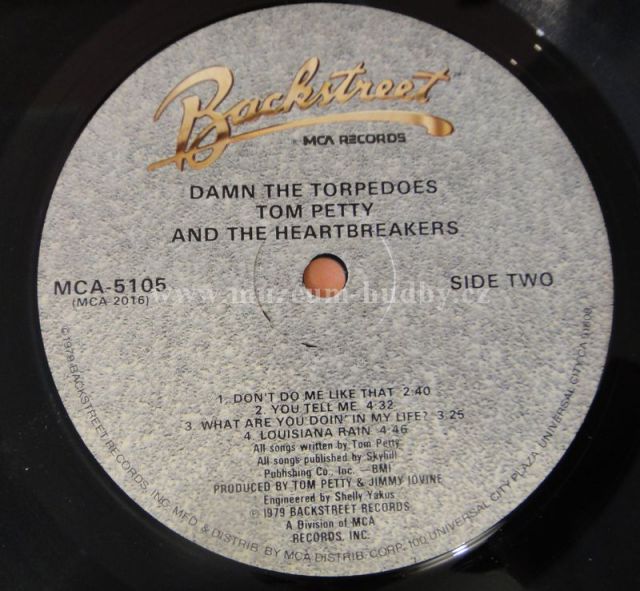 Backstreet
MCA RECORDS
DAMN THE TORPEDOES
TOM PETTY
AND THE HEARTBREAKERS
MCA-5105
(MCA 2016)
SIDE TWO
www.muzeum-hudby.cz
1. DON'T DO ME LIKE THAT 2:40
2. YOU TELL ME 4:32
3. WHAT ARE YOU DOIN' IN MY LIFE? 3:25
4. LOUISIANA RAIN 4:46
All songs written by Tom Petty
All songs published by Skyhill
Publishing Co., Inc. —BMI
PRODUCED BY TOM PETTY & JIMMY IOVINE
Engineered by Shelly Yakus
© 1979 BACKSTREET RECORDS
A Division of MCA
RECORDS, INC.
©1979 BACKSTREET RECORDS, INC. MFD. & DISTRIB. BY MCA DISTRIB. CORP. 100 UNIVERSAL CITY PLAZA, UNIVERSAL CITY, CA.